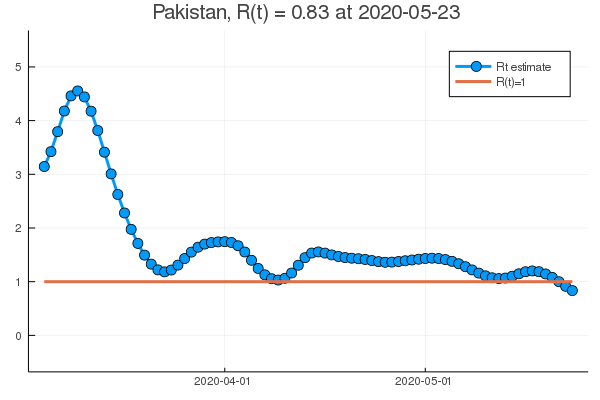 Pakistan, R(t) = 0.83 at 2020-05-23
Rt estimate
R(t)=1
5
4
3
2
1
0
2020-04-01
2020-05-01